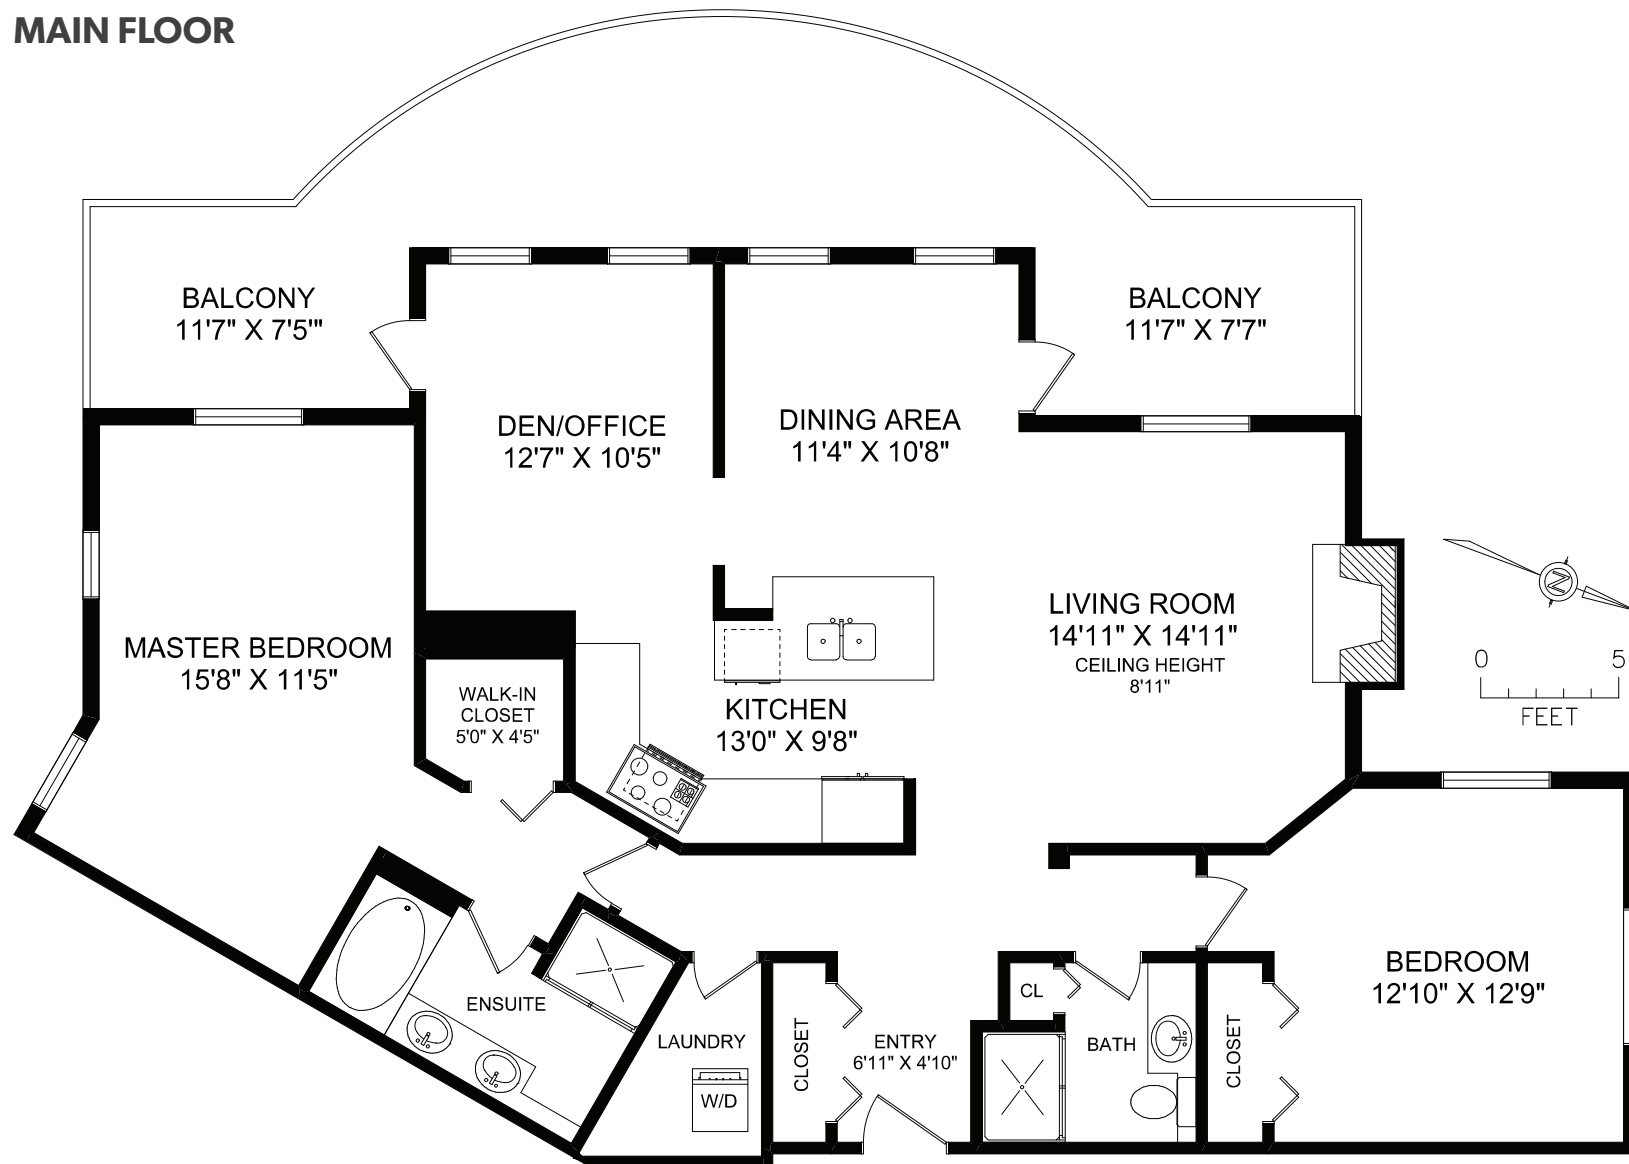 MAIN FLOOR
BALCONY
11'7" X 7'5'"
BALCONY
11'7" X 7'7"
DEN/OFFICE
12'7" X 10'5"
DINING AREA
11'4" X 10'8"
MASTER BEDROOM
15'8" X 11'5"
WALK-IN
CLOSET
5'0" X 4'5"
KITCHEN
13'0" X 9'8"
LIVING ROOM
14'11" X 14'11"
CEILING HEIGHT
8'11"
N
0 5
FEET
ENSUITE
LAUNDRY
W/D
CLOSET
ENTRY
6'11" X 4'10"
CL
BATH
CLOSET
BEDROOM
12'10" X 12'9"